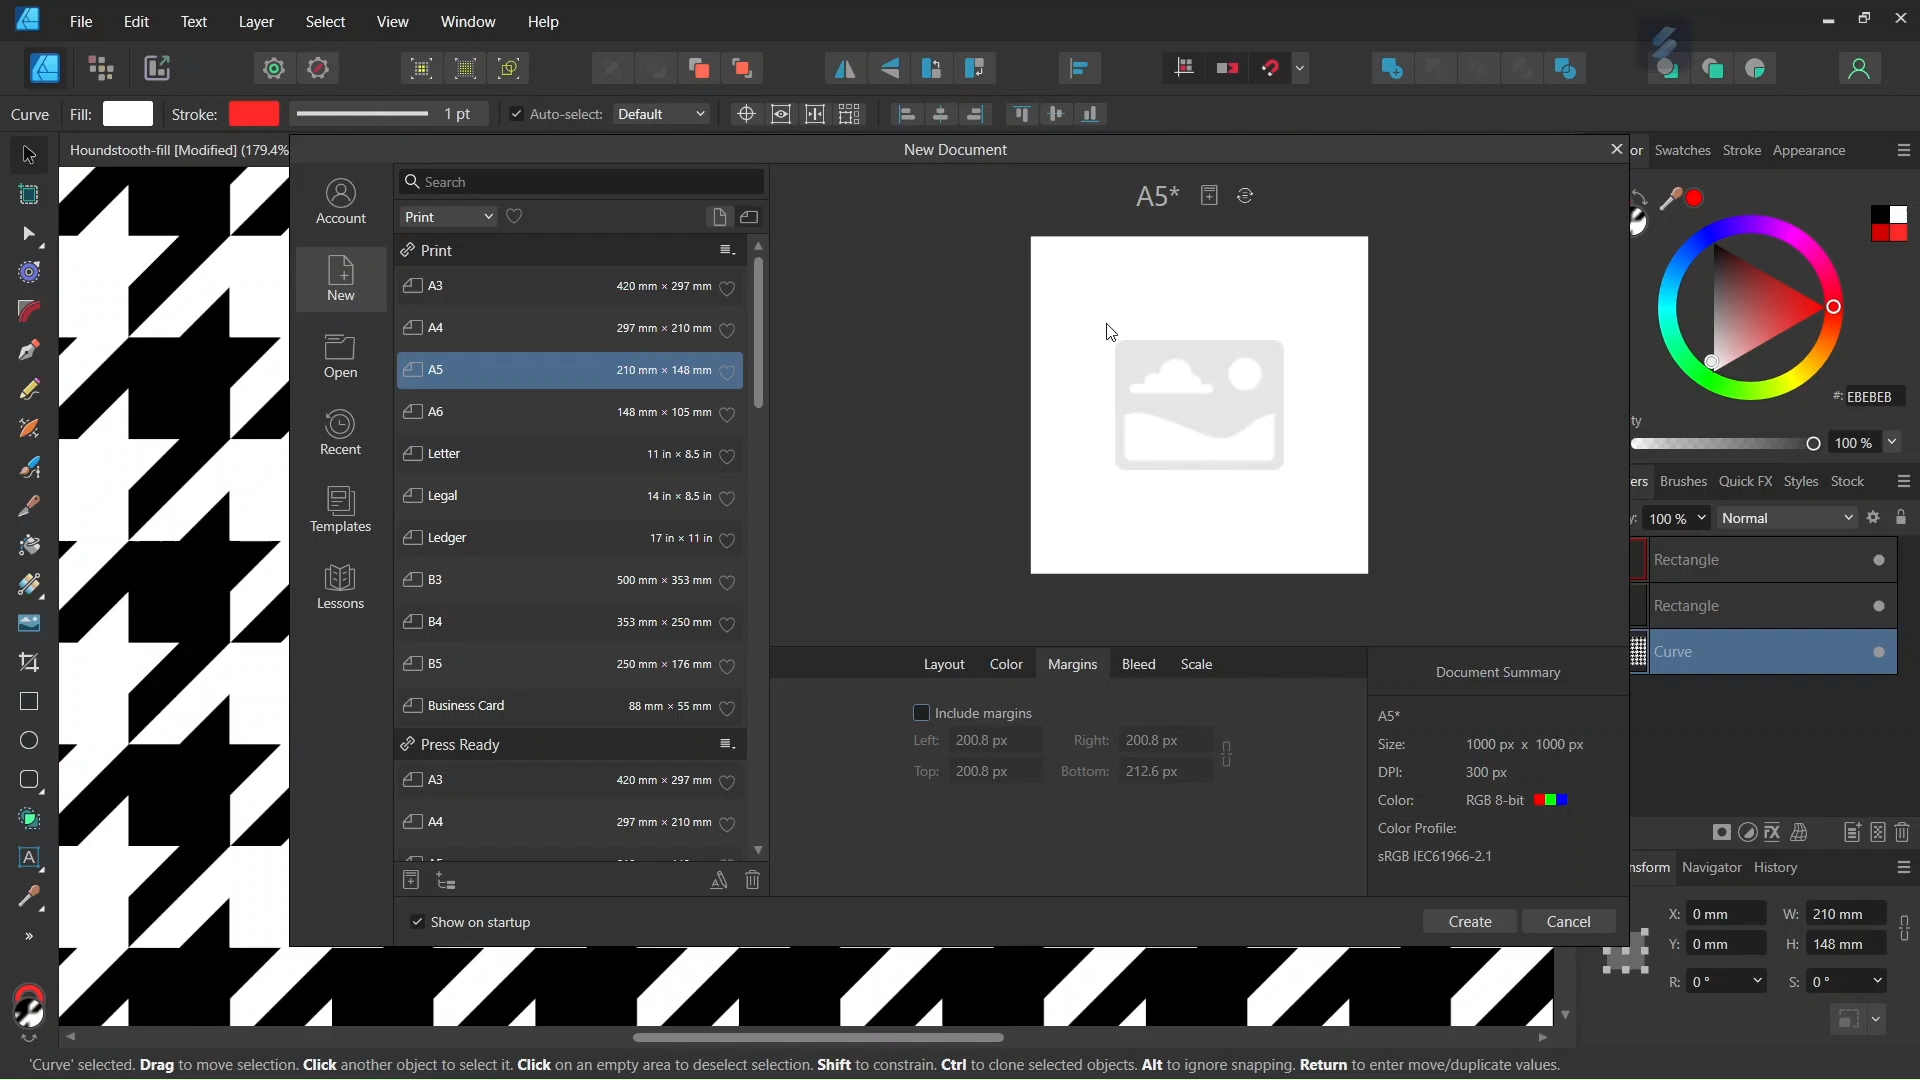 File Edit Text Layer Select View Window Help
Curve Fill: Stroke: 1 pt Auto-select: Default
Houndstooth-fill [Modified] (179.4%
New Document
Swatches Stroke Appearance
Account
New
Open
Recent
Templates
Lessons
Search
Print
Print
A3 420 mm × 297 mm
A4 297 mm × 210 mm
A5 210 mm × 148 mm
A6 148 mm × 105 mm
Letter 11 in × 8.5 in
Legal 14 in × 8.5 in
Ledger 17 in × 11 in
B3 500 mm × 353 mm
B4 353 mm × 250 mm
B5 250 mm × 176 mm
Business Card 88 mm × 55 mm
Press Ready
A3 420 mm × 297 mm
A4 297 mm × 210 mm
Show on startup
A5*
Layout Color Margins Bleed Scale
Include margins
Left: 200.8 px Right: 200.8 px
Top: 200.8 px Bottom: 212.6 px
Document Summary
A5*
Size: 1000 px x 1000 px
DPI: 300 px
Color: RGB 8-bit
Color Profile:
sRGB IEC61966-2.1
Create Cancel
#: EBEBEB
ty
100 %
ers Brushes Quick FX Styles Stock
y: 100 % Normal
Rectangle
Rectangle
Curve
nsform Navigator History
X: 0 mm W: 210 mm
Y: 0 mm H: 148 mm
R: 0 ° S: 0 °
'Curve' selected. Drag to move selection. Click another object to select it. Click on an empty area to deselect selection. Shift to constrain. Ctrl to clone selected objects. Alt to ignore snapping. Return to enter move/duplicate values.